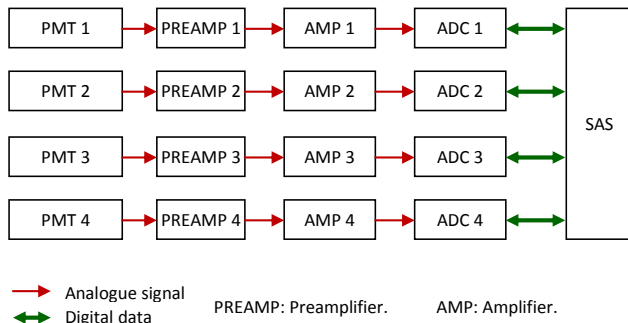 PMT 1 PREAMP 1 AMP 1 ADC 1
PMT 2 PREAMP 2 AMP 2 ADC 2
SAS
PMT 3 PREAMP 3 AMP 3 ADC 3
PMT 4 PREAMP 4 AMP 4 ADC 4
Analogue signal
Digital data
PREAMP: Preamplifier. AMP: Amplifier.